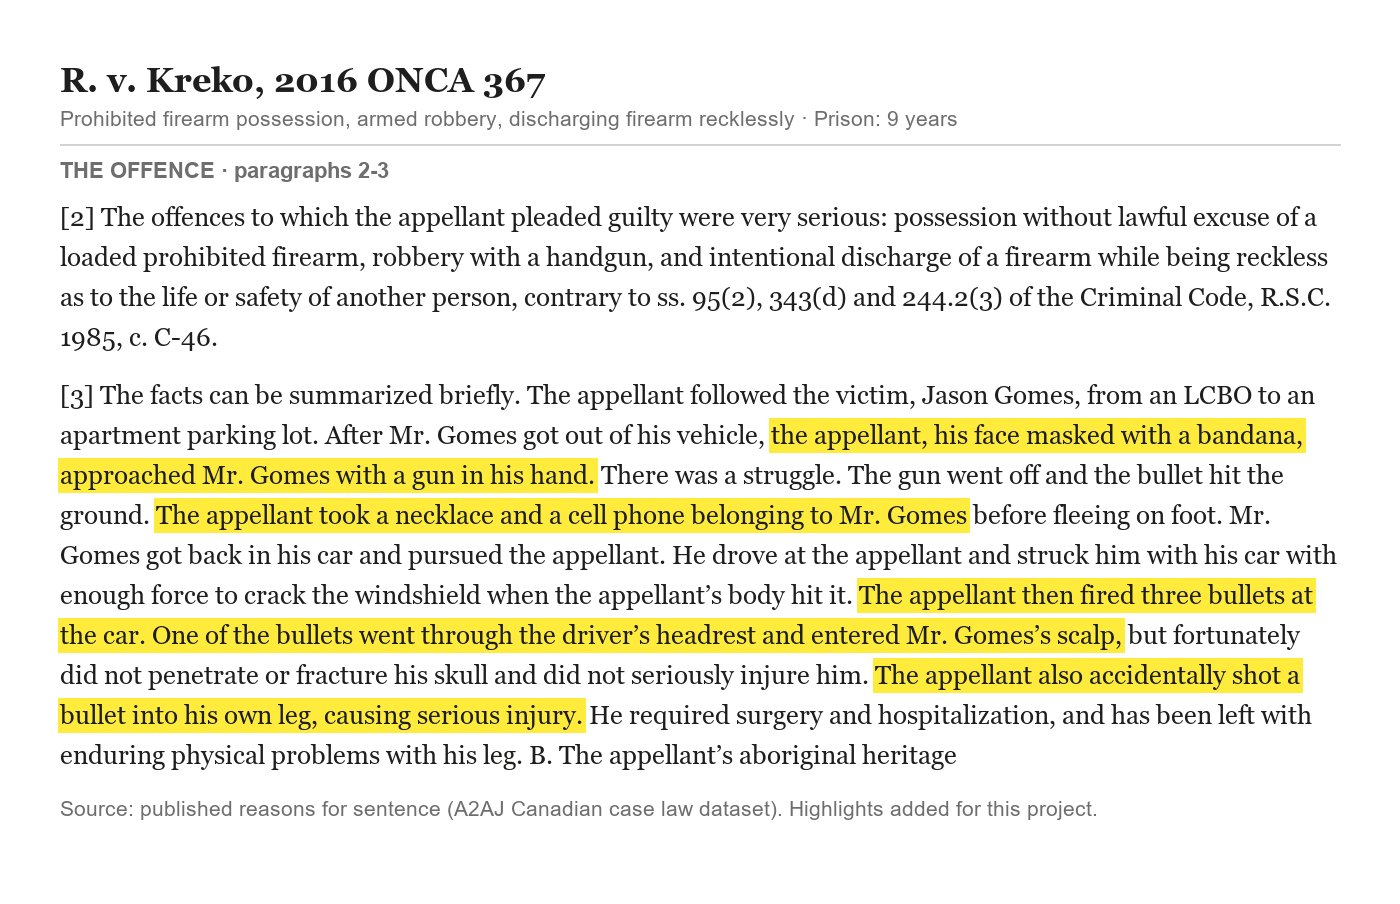 R. v. Kreko, 2016 ONCA 367
Prohibited firearm possession, armed robbery, discharging firearm recklessly · Prison: 9 years
THE OFFENCE · paragraphs 2-3
[2] The offences to which the appellant pleaded guilty were very serious: possession without lawful excuse of a
loaded prohibited firearm, robbery with a handgun, and intentional discharge of a firearm while being reckless
as to the life or safety of another person, contrary to ss. 95(2), 343(d) and 244.2(3) of the Criminal Code, R.S.C.
1985, c. C-46.
[3] The facts can be summarized briefly. The appellant followed the victim, Jason Gomes, from an LCBO to an
apartment parking lot. After Mr. Gomes got out of his vehicle, the appellant, his face masked with a bandana,
approached Mr. Gomes with a gun in his hand. There was a struggle. The gun went off and the bullet hit the
ground. The appellant took a necklace and a cell phone belonging to Mr. Gomes before fleeing on foot. Mr.
Gomes got back in his car and pursued the appellant. He drove at the appellant and struck him with his car with
enough force to crack the windshield when the appellant’s body hit it. The appellant then fired three bullets at
the car. One of the bullets went through the driver’s headrest and entered Mr. Gomes’s scalp, but fortunately
did not penetrate or fracture his skull and did not seriously injure him. The appellant also accidentally shot a
bullet into his own leg, causing serious injury. He required surgery and hospitalization, and has been left with
enduring physical problems with his leg. B. The appellant’s aboriginal heritage
Source: published reasons for sentence (A2AJ Canadian case law dataset). Highlights added for this project.